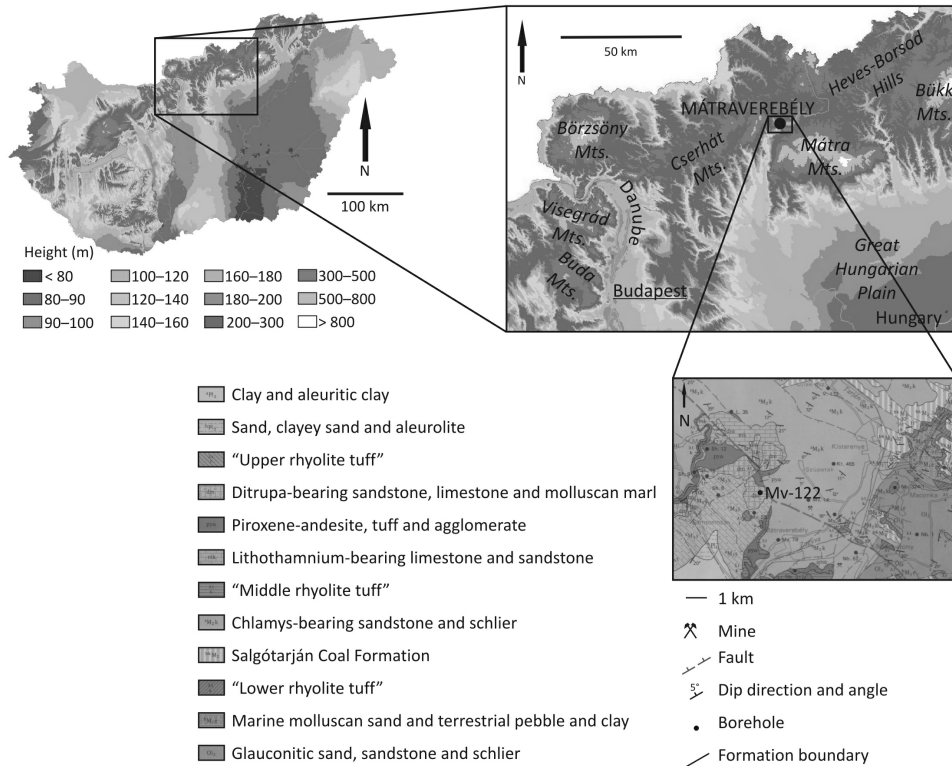 N
100 km
Height (m)
< 80
80–90
90–100
100–120
120–140
140–160
160–180
180–200
200–300
300–500
500–800
> 800
N
50 km
Heves-Borsod
Hills
Bükk
Mts.
MÁTRAVEREBÉLY
Börzsöny
Mts.
Cserhát
Mts.
Mátra
Mts.
Danube
Visegrád
Mts.
Buda
Mts.
Budapest
Great
Hungarian
Plain
Hungary
Clay and aleuritic clay
Sand, clayey sand and aleurolite
“Upper rhyolite tuff”
Ditrupa-bearing sandstone, limestone and molluscan marl
Piroxene-andesite, tuff and agglomerate
Lithothamnium-bearing limestone and sandstone
“Middle rhyolite tuff”
Chlamys-bearing sandstone and schlier
Salgótarján Coal Formation
“Lower rhyolite tuff”
Marine molluscan sand and terrestrial pebble and clay
Glauconitic sand, sandstone and schlier
N
Mv-122
1 km
Mine
Fault
5°
Dip direction and angle
Borehole
Formation boundary